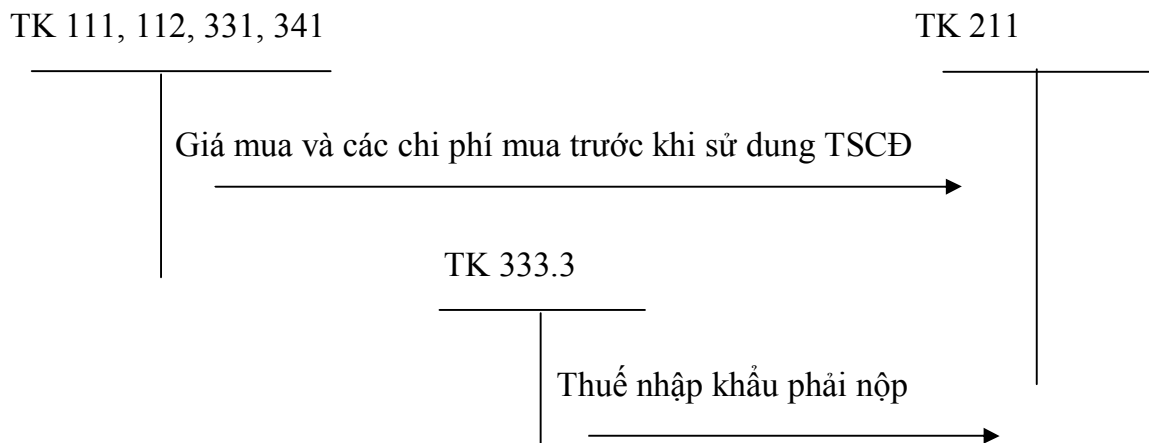 TK 111, 112, 331, 341 TK 211
Giá mua và các chi phí mua trước khi sử dung TSCĐ
TK 333.3
Thuế nhập khẩu phải nộp